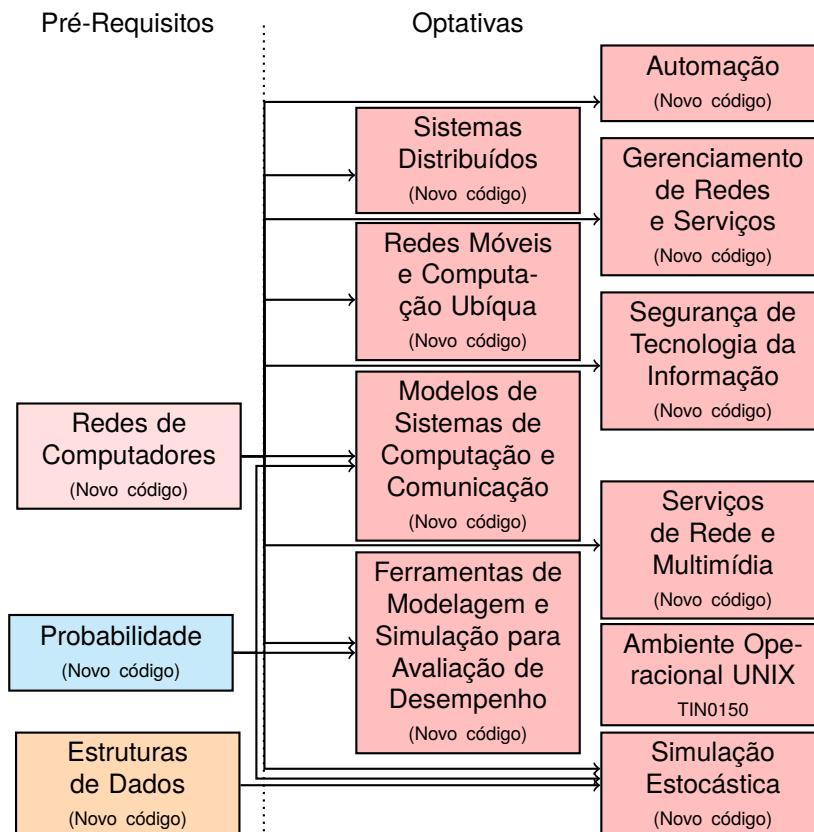 Pré-Requisitos
Optativas
Automação
(Novo código)
Sistemas
Distribuídos
(Novo código)
Gerenciamento
de Redes
e Serviços
(Novo código)
Redes Móveis
e Computa-
ção Ubíqua
(Novo código)
Segurança de
Tecnologia da
Informação
(Novo código)
Redes de
Computadores
(Novo código)
Modelos de
Sistemas de
Computação e
Comunicação
(Novo código)
Serviços
de Rede e
Multimídia
(Novo código)
Probabilidade
(Novo código)
Ferramentas de
Modelagem e
Simulação para
Avaliação de
Desempenho
(Novo código)
Ambiente Ope-
racional UNIX
TIN0150
Estruturas
de Dados
(Novo código)
Simulação
Estocástica
(Novo código)